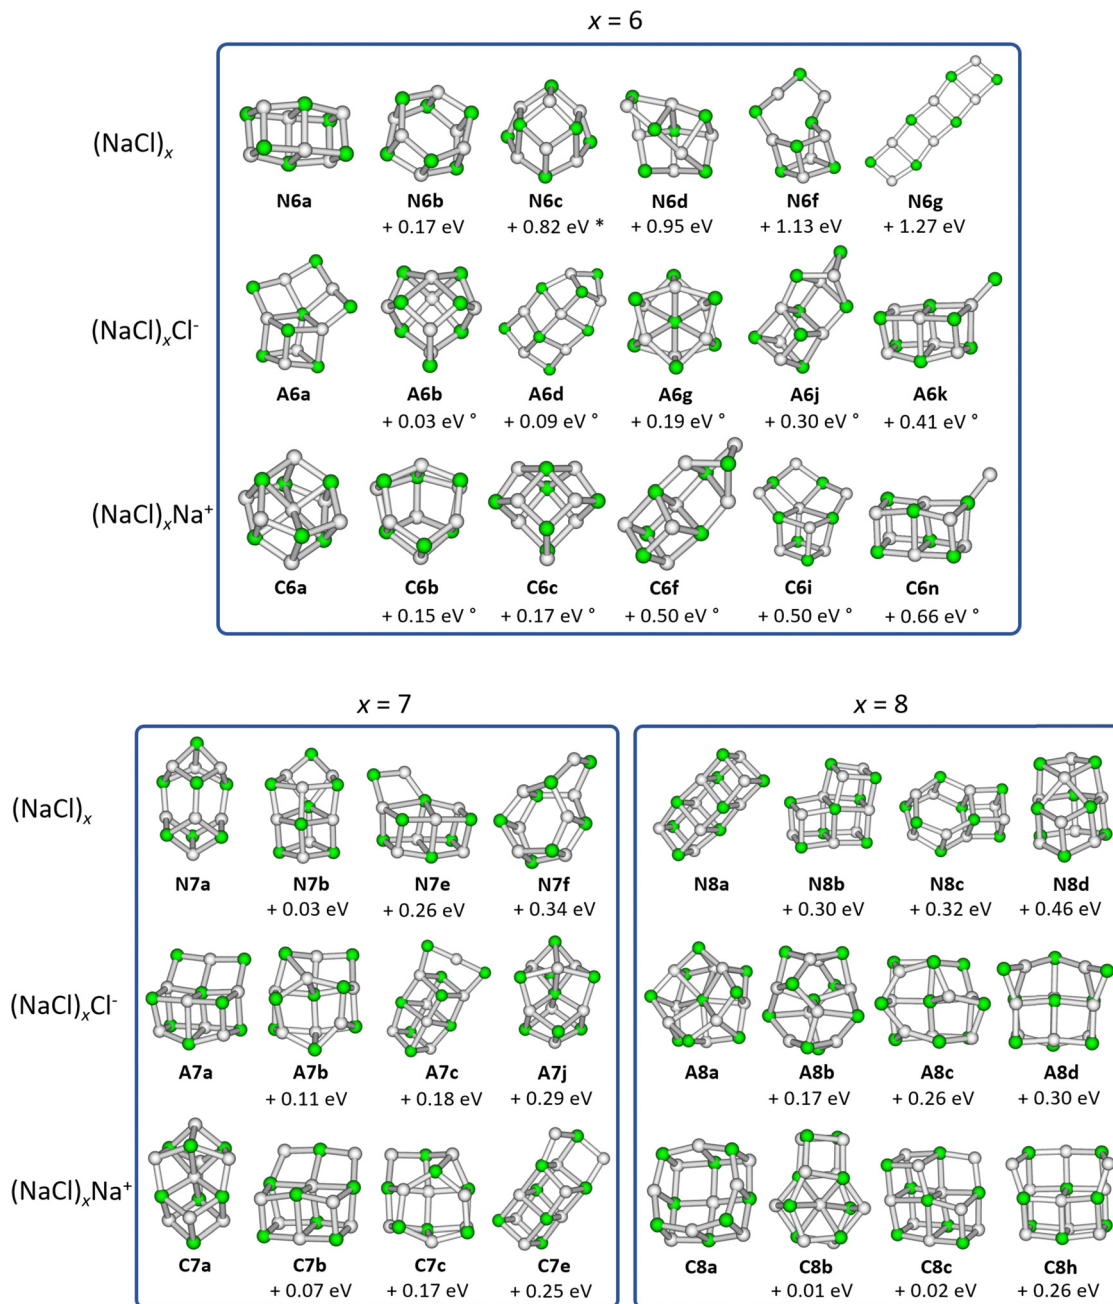 x = 6
(NaCl)ₓ
N6a N6b N6c N6d N6f N6g
+ 0.17 eV + 0.82 eV * + 0.95 eV + 1.13 eV + 1.27 eV
(NaCl)ₓCl⁻
A6a A6b A6d A6g A6j A6k
+ 0.03 eV ° + 0.09 eV ° + 0.19 eV ° + 0.30 eV ° + 0.41 eV °
(NaCl)ₓNa⁺
C6a C6b C6c C6f C6i C6n
+ 0.15 eV ° + 0.17 eV ° + 0.50 eV ° + 0.50 eV ° + 0.66 eV °
x = 7 x = 8
(NaCl)ₓ
N7a N7b N7e N7f N8a N8b N8c N8d
+ 0.03 eV + 0.26 eV + 0.34 eV + 0.30 eV + 0.32 eV + 0.46 eV
(NaCl)ₓCl⁻
A7a A7b A7c A7j A8a A8b A8c A8d
+ 0.11 eV + 0.18 eV + 0.29 eV + 0.17 eV + 0.26 eV + 0.30 eV
(NaCl)ₓNa⁺
C7a C7b C7c C7e C8a C8b C8c C8h
+ 0.07 eV + 0.17 eV + 0.25 eV + 0.01 eV + 0.02 eV + 0.26 eV